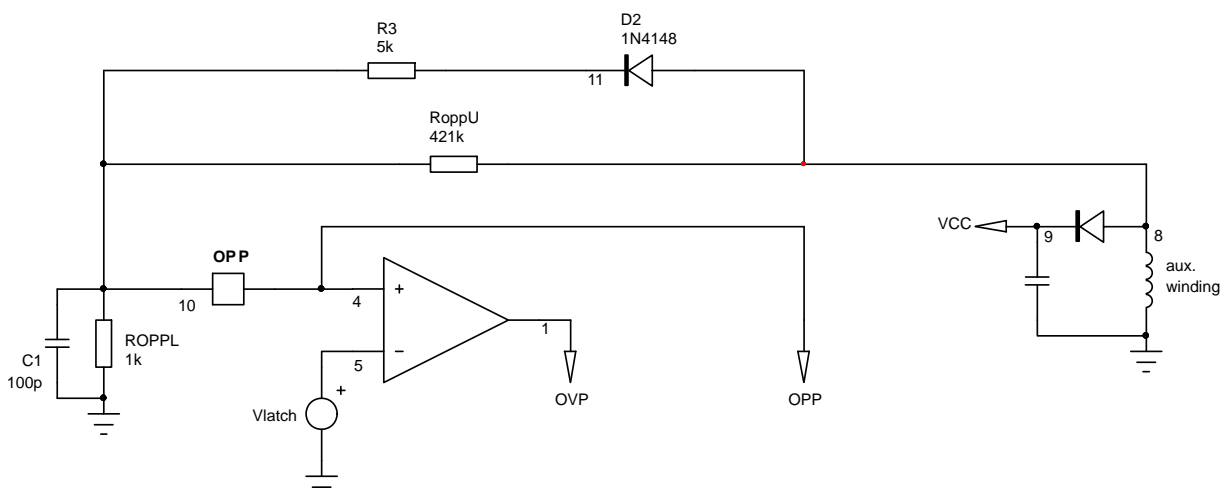 D2
1N4148
R3
5k
11
RoppU
421k
VCC
9
8
aux.
winding
OPP
10
4
+
1
5
−
C1
100p
ROPPL
1k
+
Vlatch
OVP
OPP